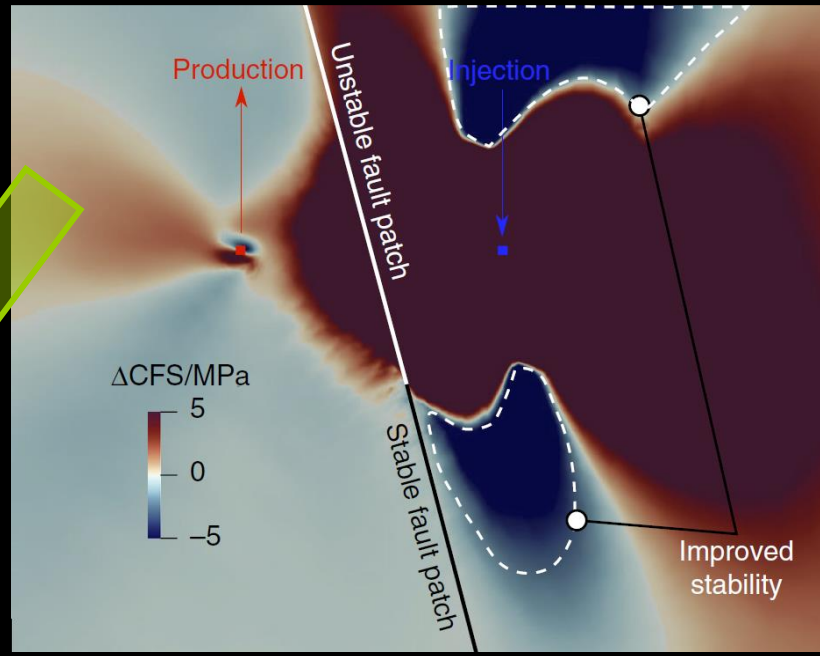 Production
Injection
Unstable fault patch
ΔCFS/MPa
5
0
−5
Stable fault patch
Improved
stability